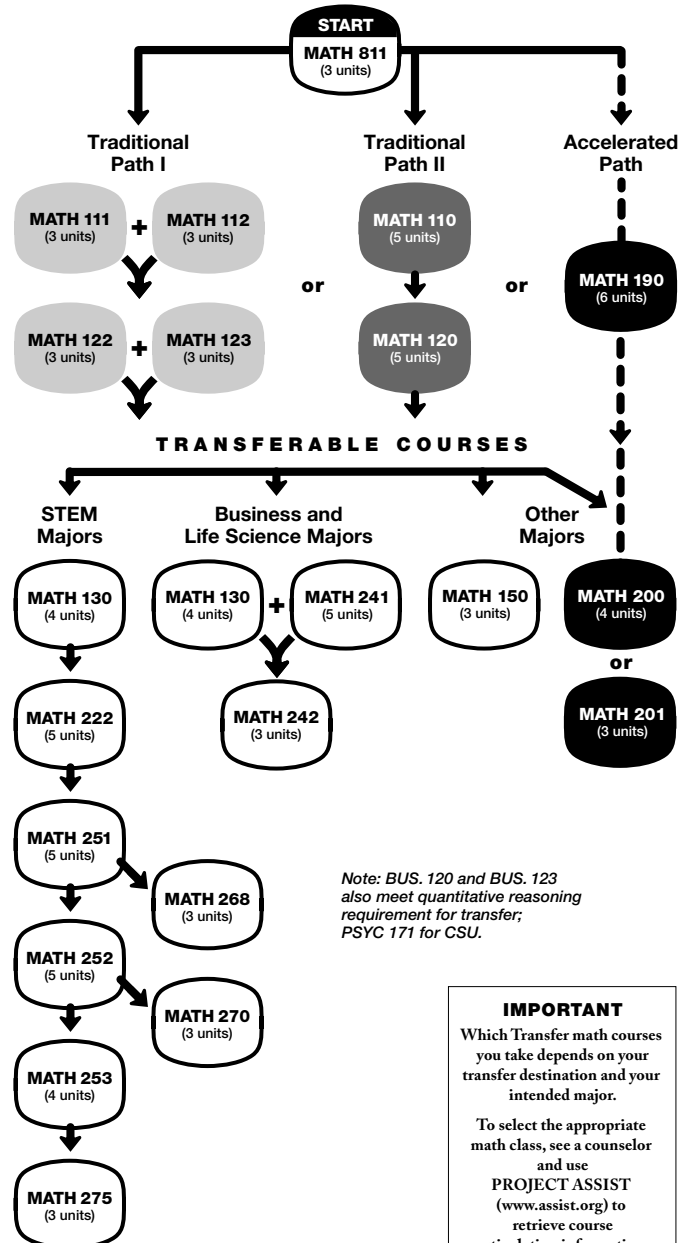 START
MATH 811
(3 units)
Traditional
Path I
Traditional
Path II
Accelerated
Path
MATH 111
(3 units)
+
MATH 112
(3 units)
MATH 110
(5 units)
or
or
MATH 190
(6 units)
MATH 122
(3 units)
+
MATH 123
(3 units)
MATH 120
(5 units)
TRANSFERABLE COURSES
STEM
Majors
Business and
Life Science Majors
Other
Majors
MATH 130
(4 units)
MATH 130
(4 units)
+
MATH 241
(5 units)
MATH 150
(3 units)
MATH 200
(4 units)
or
MATH 222
(5 units)
MATH 242
(3 units)
MATH 201
(3 units)
MATH 251
(5 units)
MATH 268
(3 units)
Note: BUS. 120 and BUS. 123
also meet quantitative reasoning
requirement for transfer;
PSYC 171 for CSU.
MATH 252
(5 units)
MATH 270
(3 units)
MATH 253
(4 units)
MATH 275
(3 units)
IMPORTANT
Which Transfer math courses
you take depends on your
transfer destination and your
intended major.
To select the appropriate
math class, see a counselor
and use
PROJECT ASSIST
(www.assist.org) to
retrieve course